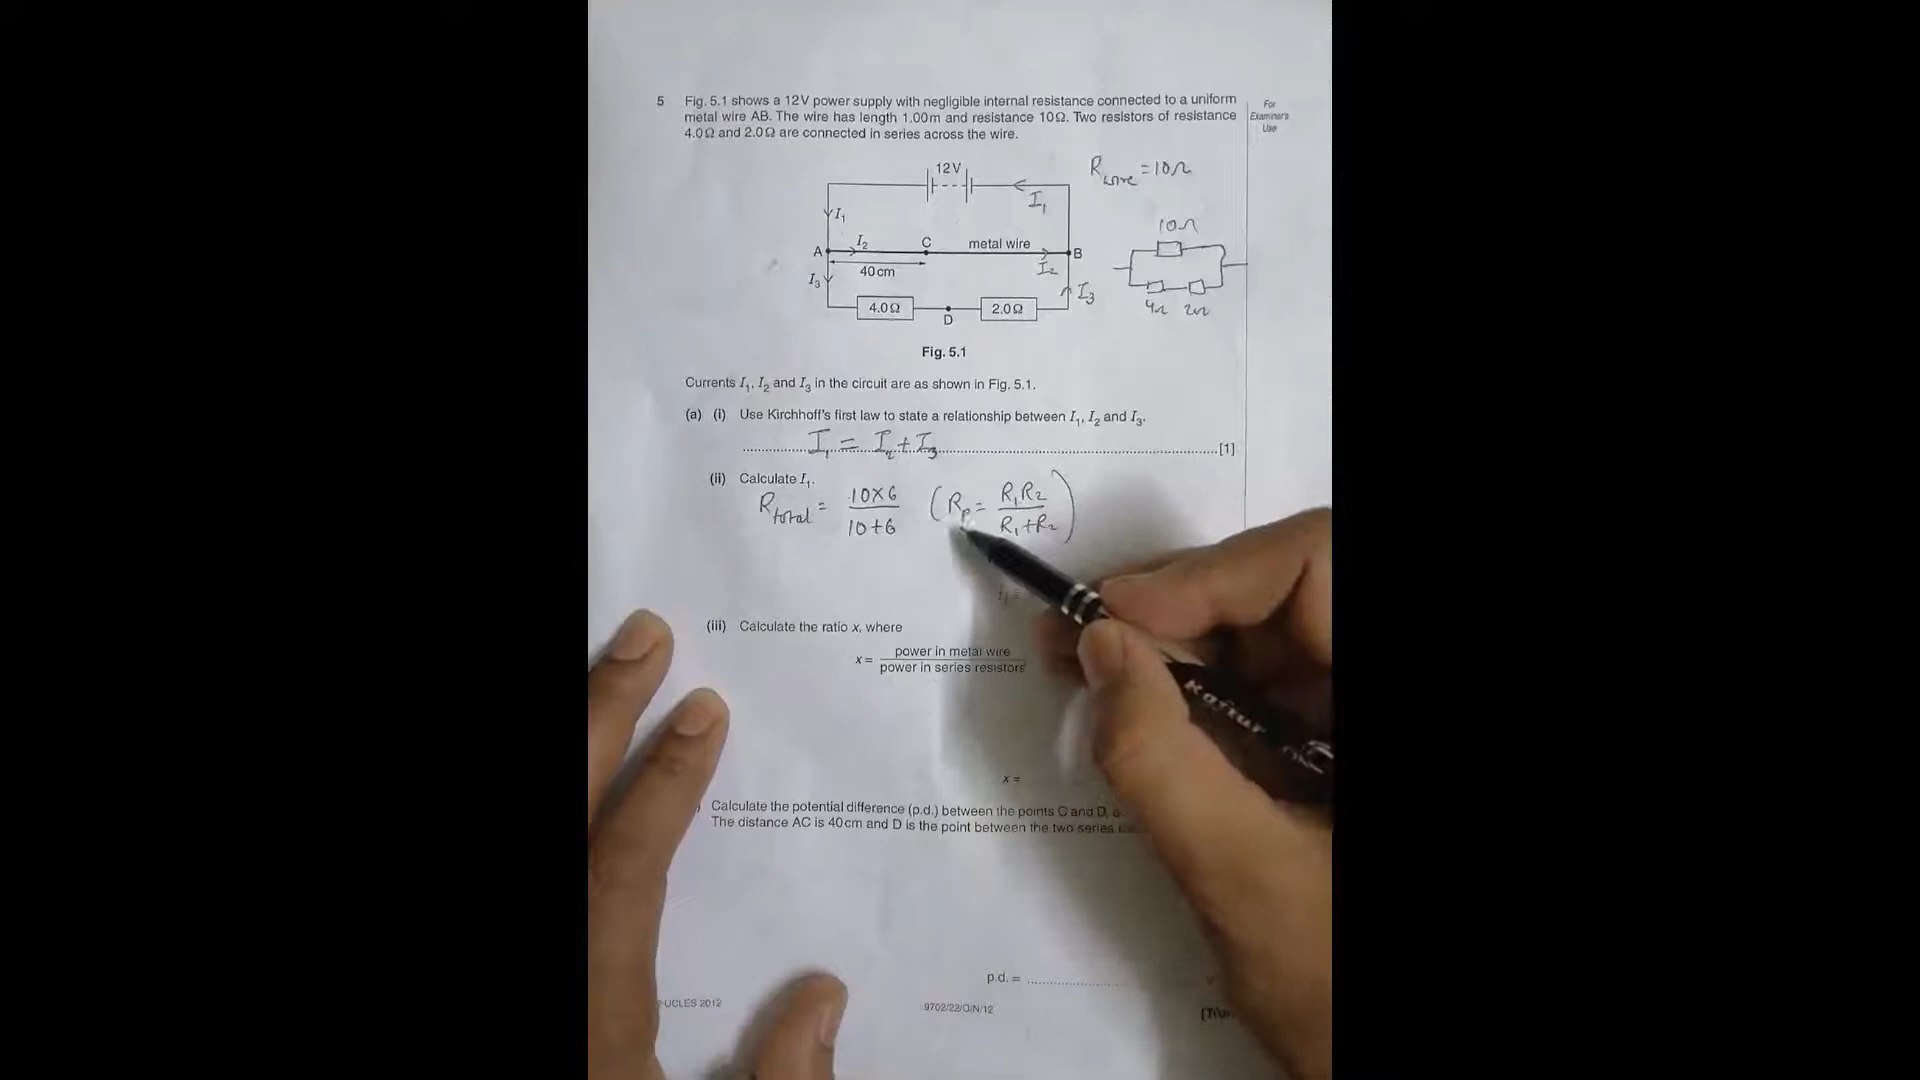 5 Fig. 5.1 shows a 12V power supply with negligible internal resistance connected to a uniform
metal wire AB. The wire has length 1.00m and resistance 10Ω. Two resistors of resistance
4.0Ω and 2.0Ω are connected in series across the wire.
For
Examiner's
Use
12V
I₁
R wire = 10Ω
I₁
10Ω
A I₂ C metal wire B
40cm I₂
I₃ I₃
4.0Ω 2.0Ω
D
4Ω 2Ω
Fig. 5.1
Currents I₁, I₂ and I₃ in the circuit are as shown in Fig. 5.1.
(a) (i) Use Kirchhoff's first law to state a relationship between I₁, I₂ and I₃.
I₁ = I₂ + I₃ [1]
(ii) Calculate I₁.
R total = 10×6 / 10+6 (Rp = R₁R₂ / R₁+R₂)
I₁ =
(iii) Calculate the ratio x, where
x = power in metal wire
power in series resistors
x =
Calculate the potential difference (p.d.) between the points C and D,
The distance AC is 40cm and D is the point between the two series
p.d. = V
UCLES 2012
9702/22/O/N/12
Kaftur